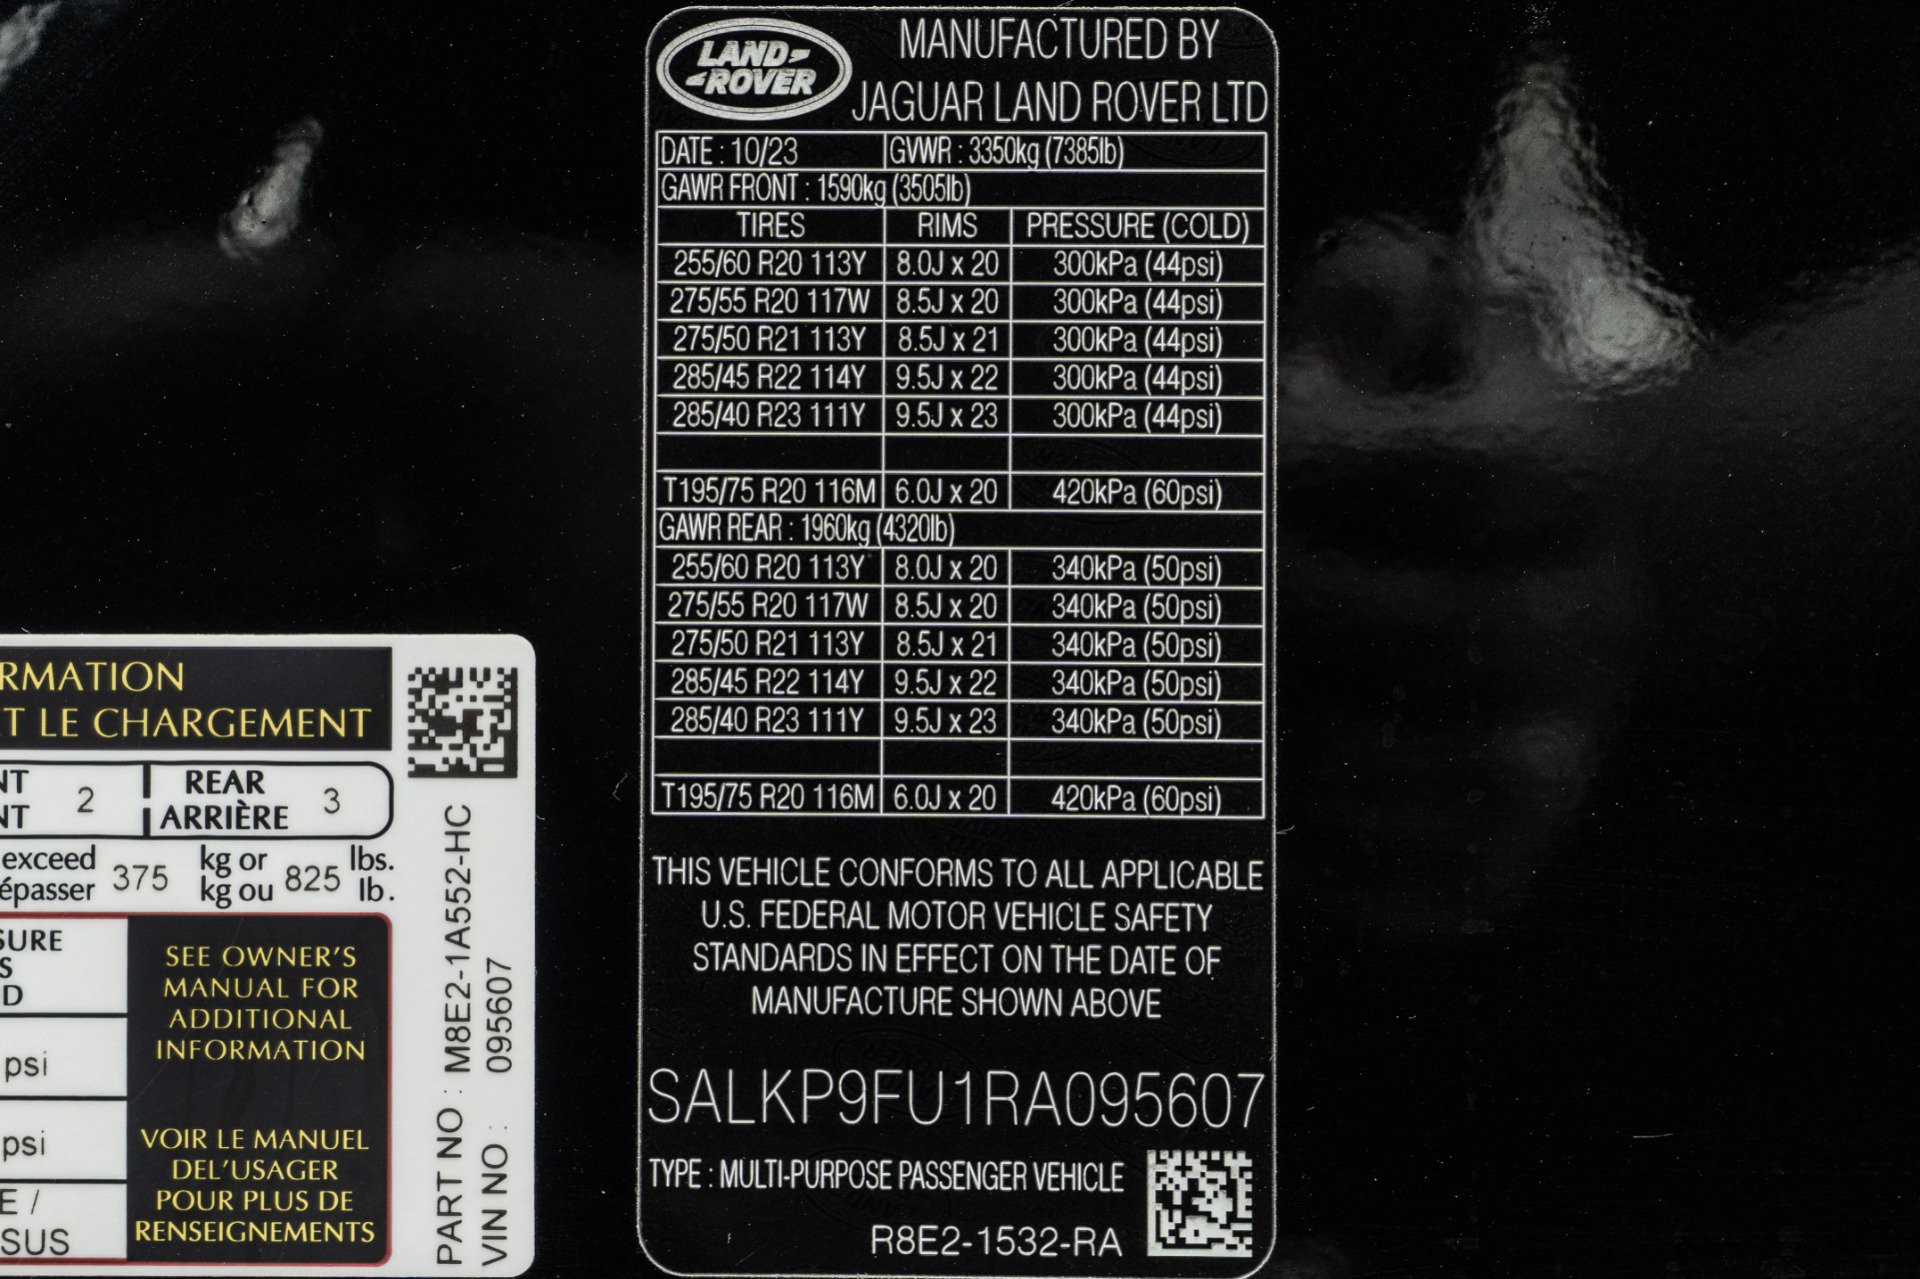 LAND
ROVER
MANUFACTURED BY
JAGUAR LAND ROVER LTD
DATE : 10/23 GVWR : 3350kg (7385lb)
GAWR FRONT : 1590kg (3505lb)
TIRES RIMS PRESSURE (COLD)
255/60 R20 113Y 8.0J x 20 300kPa (44psi)
275/55 R20 117W 8.5J x 20 300kPa (44psi)
275/50 R21 113Y 8.5J x 21 300kPa (44psi)
285/45 R22 114Y 9.5J x 22 300kPa (44psi)
285/40 R23 111Y 9.5J x 23 300kPa (44psi)
T195/75 R20 116M 6.0J x 20 420kPa (60psi)
GAWR REAR : 1960kg (4320lb)
255/60 R20 113Y 8.0J x 20 340kPa (50psi)
275/55 R20 117W 8.5J x 20 340kPa (50psi)
275/50 R21 113Y 8.5J x 21 340kPa (50psi)
285/45 R22 114Y 9.5J x 22 340kPa (50psi)
285/40 R23 111Y 9.5J x 23 340kPa (50psi)
T195/75 R20 116M 6.0J x 20 420kPa (60psi)
THIS VEHICLE CONFORMS TO ALL APPLICABLE
U.S. FEDERAL MOTOR VEHICLE SAFETY
STANDARDS IN EFFECT ON THE DATE OF
MANUFACTURE SHOWN ABOVE
SALKP9FU1RA095607
TYPE : MULTI-PURPOSE PASSENGER VEHICLE
R8E2-1532-RA
RMATION
ET LE CHARGEMENT
NT 2 REAR 3
NT ARRIÈRE
exceed 375 kg or 825 lbs.
épasser kg ou lb.
SURE
S
D
psi
psi
E /
SUS
SEE OWNER'S
MANUAL FOR
ADDITIONAL
INFORMATION
VOIR LE MANUEL
DEL'USAGER
POUR PLUS DE
RENSEIGNEMENTS
PART NO : M8E2-1A552-HC
VIN NO : 095607